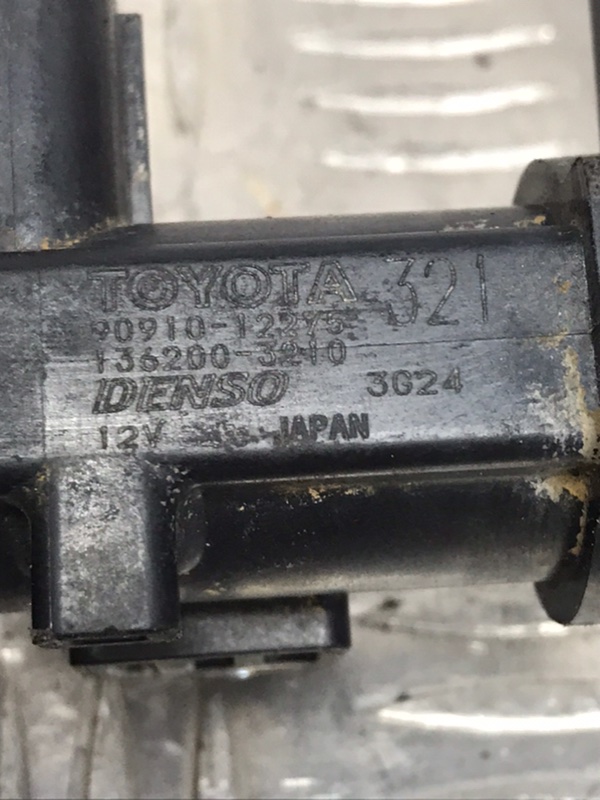 TOYOTA 321
90910-12275
136200-3210
DENSO 3G24
12V JAPAN